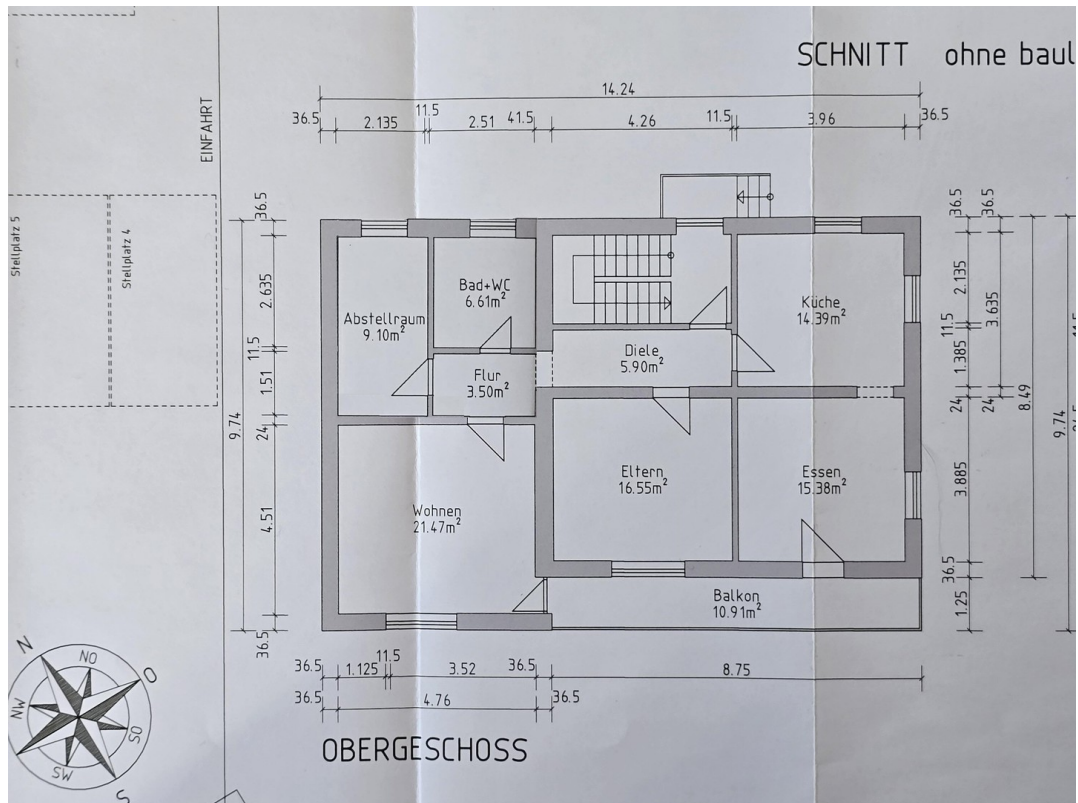 SCHNITT ohne baul
14.24
36.5 2.135 11.5 2.51 41.5 4.26 11.5 3.96 36.5
EINFAHRT
Stellplatz 5
Stellplatz 4
36.5
2.635
11.5
1.51
24
4.51
36.5
9.74
Abstellraum
9.10m²
Bad+WC
6.61m²
Flur
3.50m²
Diele
5.90m²
Küche
14.39m²
Wohnen
21.47m²
Eltern
16.55m²
Essen
15.38m²
Balkon
10.91m²
36.5
2.135
11.5
1.385
24
3.885
36.5
1.25
36.5
3.635
24
8.49
9.74
11.5
36.5 1.125 11.5 3.52 36.5 8.75
36.5 4.76 36.5
OBERGESCHOSS
N
NO
O
SO
S
SW
NW